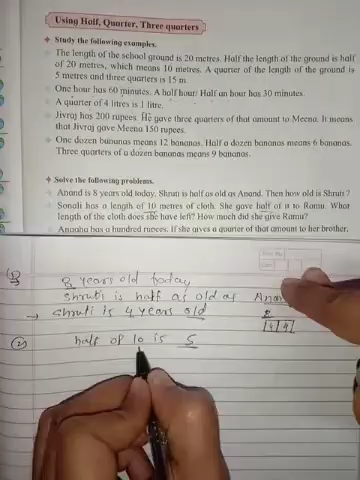 Using Half, Quarter, Three quarters
Study the following examples.
The length of the school ground is 20 metres. Half the length of the ground is half
of 20 metres, which means 10 metres. A quarter of the length of the ground is
5 metres and three quarters is 15 m.
One hour has 60 minutes. A half hour/ Half an hour has 30 minutes.
A quarter of 4 litres is 1 litre.
Jivraj has 200 rupees. He gave three quarters of that amount to Meena. It means
that Jivraj gave Meena 150 rupees.
One dozen bananas means 12 bananas. Half a dozen bananas means 6 bananas.
Three quarters of a dozen bananas means 9 bananas.
Solve the following problems.
Anand is 8 years old today. Shruti is half as old as Anand. Then how old is Shruti ?
Sonali has a length of 10 metres of cloth. She gave half of it to Ramu. What
length of the cloth does she have left? How much did she give Ramu?
Anagha has a hundred rupees. If she gives a quarter of that amount to her brother,
8 years old today
Shruti is half as old as Anan
→ Shruti is 4 years old
4 4
(2) half of 10 is 5